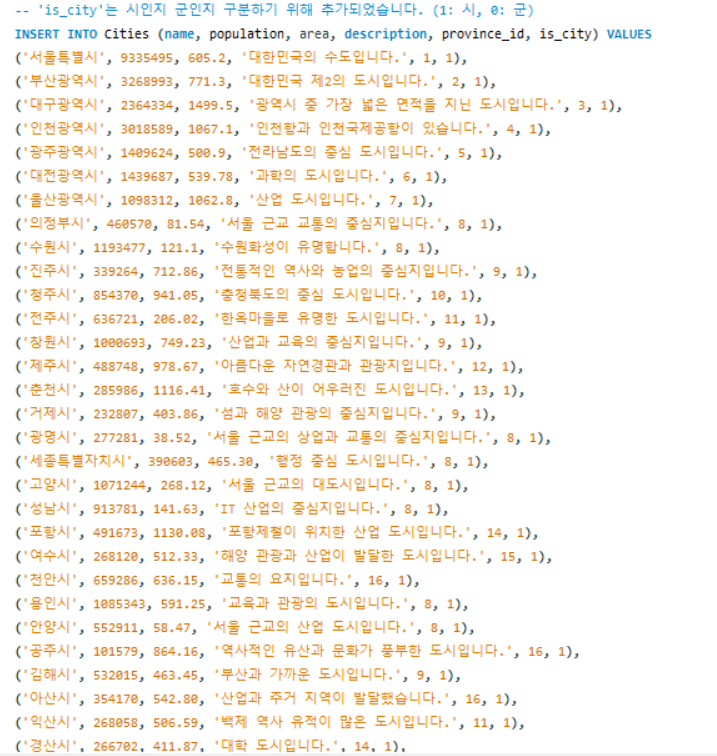 -- 'is_city'는 시인지 군인지 구분하기 위해 추가되었습니다. (1: 시, 0: 군)
INSERT INTO Cities (name, population, area, description, province_id, is_city) VALUES
('서울특별시', 9335495, 605.2, '대한민국의 수도입니다.', 1, 1),
('부산광역시', 3268993, 771.3, '대한민국 제2의 도시입니다.', 2, 1),
('대구광역시', 2364334, 1499.5, '광역시 중 가장 넓은 면적을 지닌 도시입니다.', 3, 1),
('인천광역시', 3018589, 1067.1, '인천항과 인천국제공항이 있습니다.', 4, 1),
('광주광역시', 1409624, 500.9, '전라남도의 중심 도시입니다.', 5, 1),
('대전광역시', 1439687, 539.78, '과학의 도시입니다.', 6, 1),
('울산광역시', 1098312, 1062.8, '산업 도시입니다.', 7, 1),
('의정부시', 460570, 81.54, '서울 근교 교통의 중심지입니다.', 8, 1),
('수원시', 1193477, 121.1, '수원화성이 유명합니다.', 8, 1),
('진주시', 339264, 712.86, '전통적인 역사와 농업의 중심지입니다.', 9, 1),
('청주시', 854370, 941.05, '충청북도의 중심 도시입니다.', 10, 1),
('전주시', 636721, 206.02, '한옥마을로 유명한 도시입니다.', 11, 1),
('창원시', 1000693, 749.23, '산업과 교육의 중심지입니다.', 9, 1),
('제주시', 488748, 978.67, '아름다운 자연경관과 관광지입니다.', 12, 1),
('춘천시', 285986, 1116.41, '호수와 산이 어우러진 도시입니다.', 13, 1),
('거제시', 232807, 403.86, '섬과 해양 관광의 중심지입니다.', 9, 1),
('광명시', 277281, 38.52, '서울 근교의 상업과 교통의 중심지입니다.', 8, 1),
('세종특별자치시', 390603, 465.30, '행정 중심 도시입니다.', 8, 1),
('고양시', 1071244, 268.12, '서울 근교의 대도시입니다.', 8, 1),
('성남시', 913781, 141.63, 'IT 산업의 중심지입니다.', 8, 1),
('포항시', 491673, 1130.08, '포항제철이 위치한 산업 도시입니다.', 14, 1),
('여수시', 268120, 512.33, '해양 관광과 산업이 발달한 도시입니다.', 15, 1),
('천안시', 659286, 636.15, '교통의 요지입니다.', 16, 1),
('용인시', 1085343, 591.25, '교육과 관광의 도시입니다.', 8, 1),
('안양시', 552911, 58.47, '서울 근교의 산업 도시입니다.', 8, 1),
('공주시', 101579, 864.16, '역사적인 유산과 문화가 풍부한 도시입니다.', 16, 1),
('김해시', 532015, 463.45, '부산과 가까운 도시입니다.', 9, 1),
('아산시', 354170, 542.80, '산업과 주거 지역이 발달했습니다.', 16, 1),
('익산시', 268058, 506.59, '백제 역사 유적이 많은 도시입니다.', 11, 1),
('경산시', 266702, 411.87, '대학 도시입니다.', 14, 1),